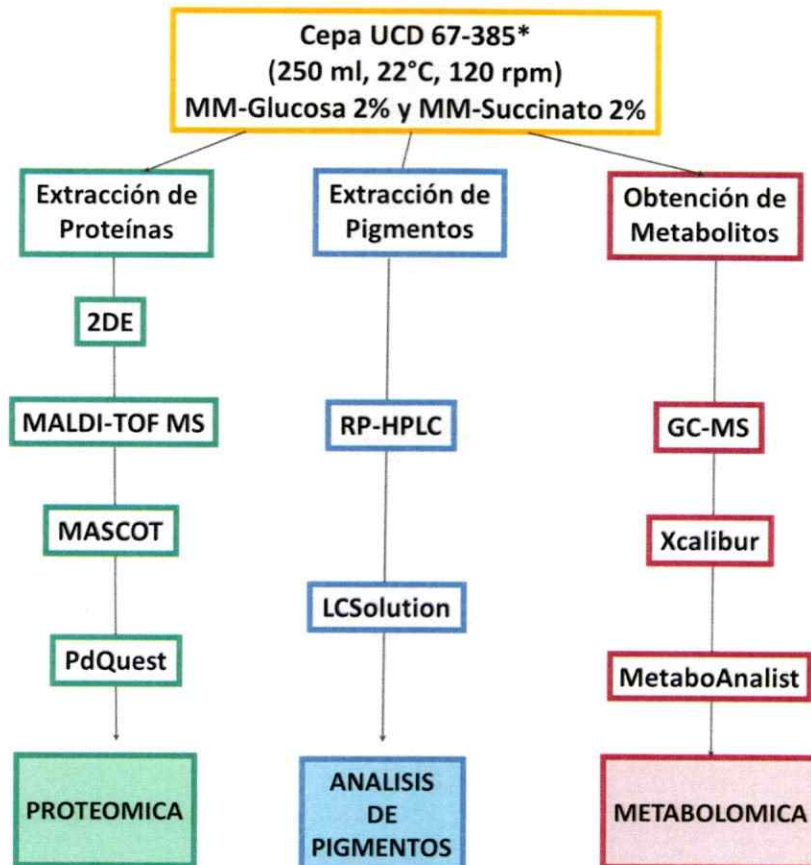 Cepa UCD 67-385*
(250 ml, 22°C, 120 rpm)
MM-Glucosa 2% y MM-Succinato 2%
Extracción de
Proteínas
2DE
MALDI-TOF MS
MASCOT
PdQuest
PROTEOMICA
Extracción de
Pigmentos
RP-HPLC
LCSolution
ANALISIS
DE
PIGMENTOS
Obtención de
Metabolitos
GC-MS
Xcalibur
MetaboAnalist
METABOLOMICA